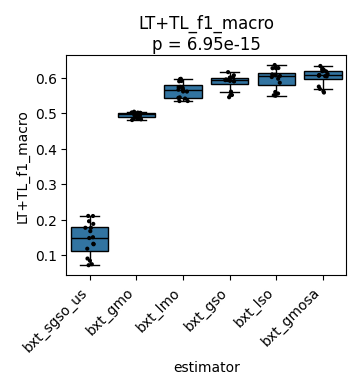 LT+TL_f1_macro
p = 6.95e-15
LT+TL_f1_macro
0.6
0.5
0.4
0.3
0.2
0.1
bxt_sgso_us
bxt_gmo
bxt_lmo
bxt_gso
bxt_lso
bxt_gmosa
estimator